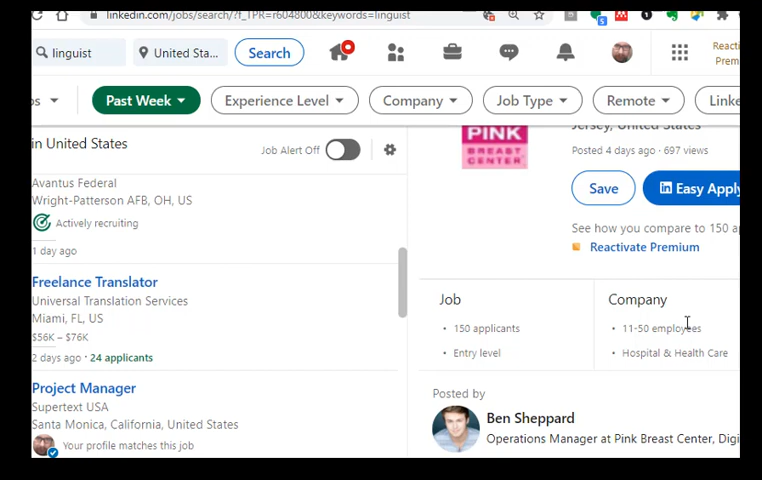 linkedin.com/jobs/search/?f_TPR=r604800&keywords=linguist
linguist
United Sta...
Search
Reacti
Prem
Past Week
Experience Level
Company
Job Type
Remote
Linke
in United States
Job Alert Off
Avantus Federal
Wright-Patterson AFB, OH, US
Actively recruiting
1 day ago
Freelance Translator
Universal Translation Services
Miami, FL, US
$56K – $76K
2 days ago · 24 applicants
Project Manager
Supertext USA
Santa Monica, California, United States
Your profile matches this job
PINK
BREAST
CENTER
Jersey, United States
Posted 4 days ago · 697 views
Save
in Easy Apply
See how you compare to 150 a
Reactivate Premium
Job
• 150 applicants
• Entry level
Company
• 11-50 employees
• Hospital & Health Care
Posted by
Ben Sheppard
Operations Manager at Pink Breast Center, Digi